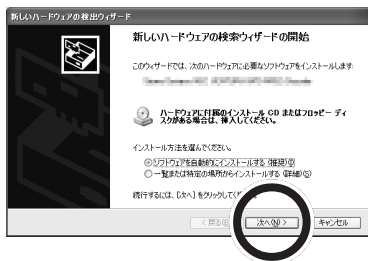 新しいハードウェアの検出ウィザード
新しいハードウェアの検索ウィザードの開始
このウィザードでは、次のハードウェアに必要なソフトウェアをインストールします:
ハードウェアに付属のインストール CD またはフロッピー ディ
スクがある場合は、挿入してください。
インストール方法を選んでください。
ソフトウェアを自動的にインストールする (推奨)(I)
一覧または特定の場所からインストールする (詳細)(S)
続行するには、[次へ] をクリックしてくだ
< 戻る(B)
次へ(N) >
キャンセル